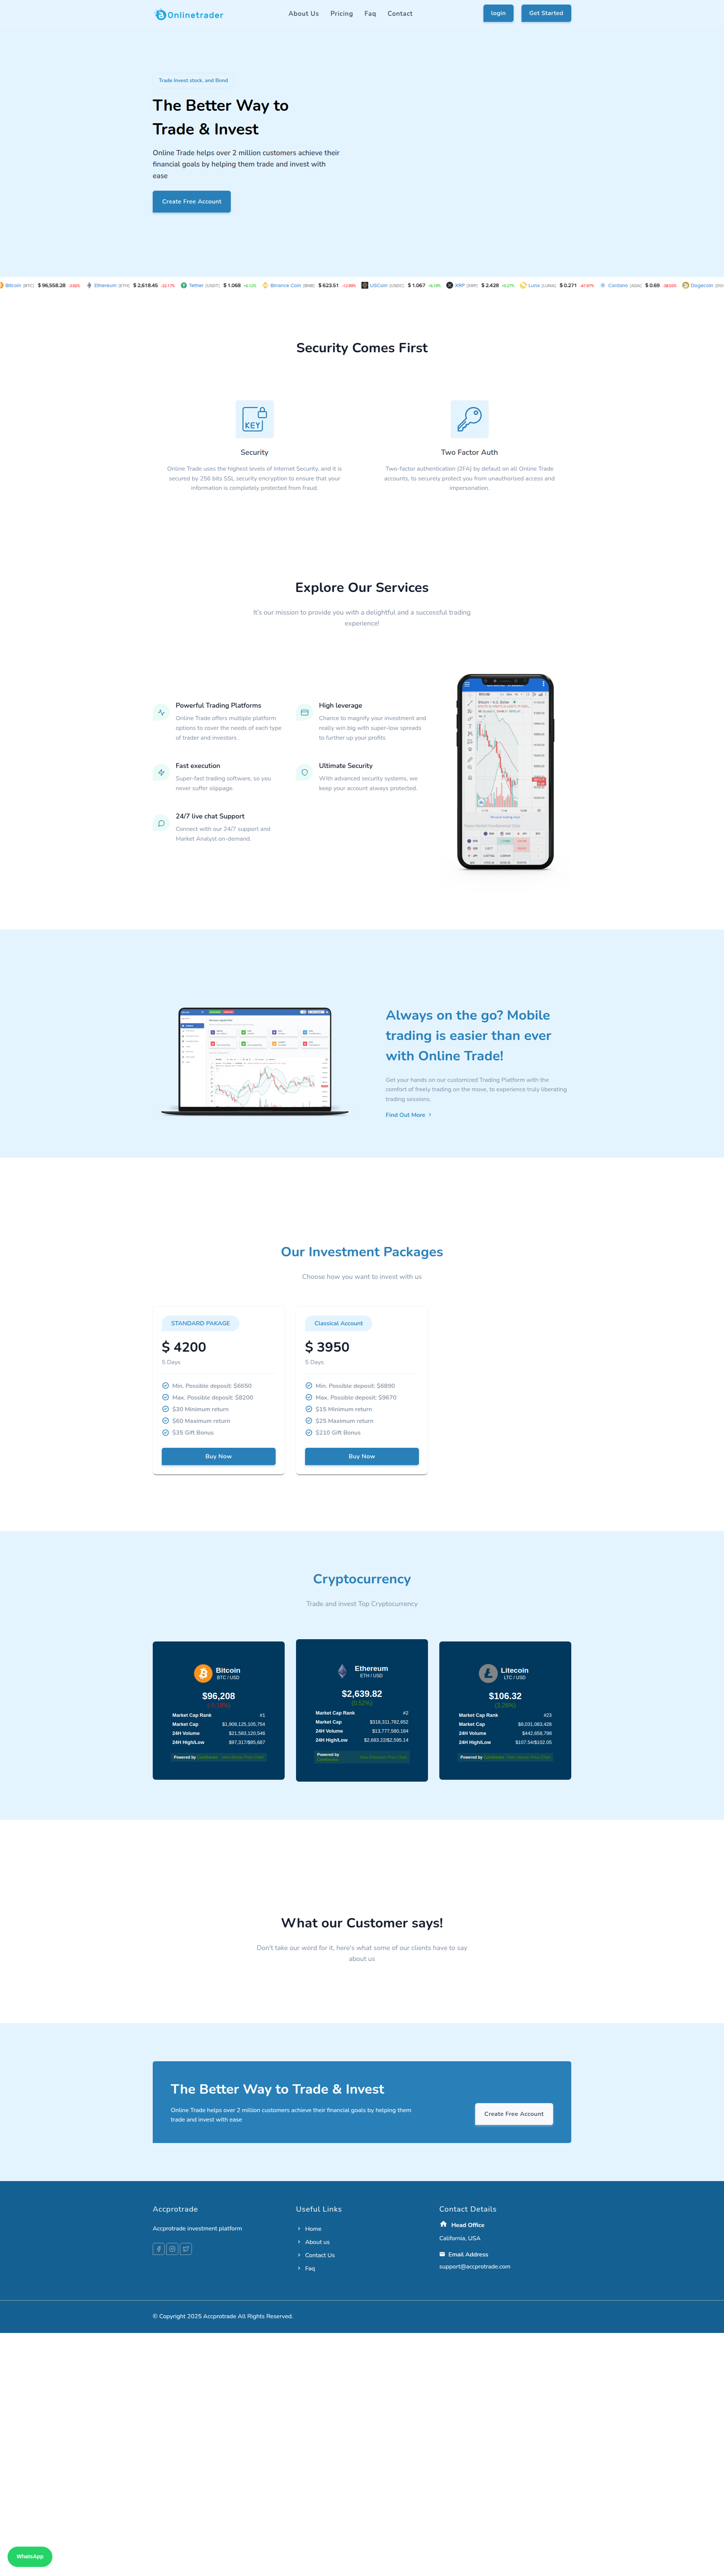 Onlinetrader
About Us
Pricing
Faq
Contact
login
Get Started
Trade Invest stock, and Bond
The Better Way to
Trade & Invest
Online Trade helps over 2 million customers achieve their
financial goals by helping them trade and invest with
ease
Create Free Account
Bitcoin [BTC] $ 96,558.28
Ethereum [ETH] $ 2,618.45
Tether [USDT] $ 1.068
Binance Coin [BNB] $ 623.51
USCoin [USDC] $ 1.067
XRP [XRP] $ 2.428
Luna [LUNA] $ 0.271
Cardano [ADA] $ 0.69
Dogecoin
Security Comes First
Security
Online Trade uses the highest levels of Internet Security, and it is
secured by 256 bits SSL security encryption to ensure that your
information is completely protected from fraud.
Two Factor Auth
Two-factor authentication (2FA) by default on all Online Trade
accounts, to securely protect you from unauthorised access and
impersonation.
Explore Our Services
It's our mission to provide you with a delightful and a successful trading
experience!
Powerful Trading Platforms
Online Trade offers multiple platform
options to cover the needs of each type
of trader and investors .
High leverage
Chance to magnify your investment and
really win big with super-low spreads
to further up your profits
Fast execution
Super-fast trading software, so you
never suffer slippage.
Ultimate Security
With advanced security systems, we
keep your account always protected.
24/7 live chat Support
Connect with our 24/7 support and
Market Analyst on-demand.
Always on the go? Mobile
trading is easier than ever
with Online Trade!
Get your hands on our customized Trading Platform with the
comfort of freely trading on the move, to experience truly liberating
trading sessions.
Find Out More
Our Investment Packages
Choose how you want to invest with us
STANDARD PAKAGE
$ 4200
5 Days
Min. Possible deposit: $6650
Max. Possible deposit: $8200
$30 Minimum return
$60 Maximum return
$35 Gift Bonus
Buy Now
Classical Account
$ 3950
5 Days
Min. Possible deposit: $6890
Max. Possible deposit: $9670
$15 Minimum return
$25 Maximum return
$210 Gift Bonus
Buy Now
Cryptocurrency
Trade and invest Top Cryptocurrency
Bitcoin
BTC / USD
$96,208
Market Cap Rank #1
Market Cap $1,908,125,105,754
24H Volume $21,583,120,546
24H High/Low $97,317/$95,687
Powered by CoinGecko
Ethereum
ETH / USD
$2,639.82
(0.52%)
Market Cap Rank #2
Market Cap $318,311,782,652
24H Volume $13,777,580,164
24H High/Low $2,683.22/$2,595.14
Powered by
CoinGecko
Litecoin
LTC / USD
$106.32
Market Cap Rank #23
Market Cap $8,031,083,428
24H Volume $442,658,798
24H High/Low $107.54/$102.05
Powered by CoinGecko
What our Customer says!
Don't take our word for it, here's what some of our clients have to say
about us
The Better Way to Trade & Invest
Online Trade helps over 2 million customers achieve their financial goals by helping them
trade and invest with ease
Create Free Account
Accprotrade
Accprotrade investment platform
Useful Links
Home
About us
Contact Us
Faq
Contact Details
Head Office
California, USA
Email Address
support@accprotrade.com
© Copyright 2025 Accprotrade All Rights Reserved.
WhatsApp